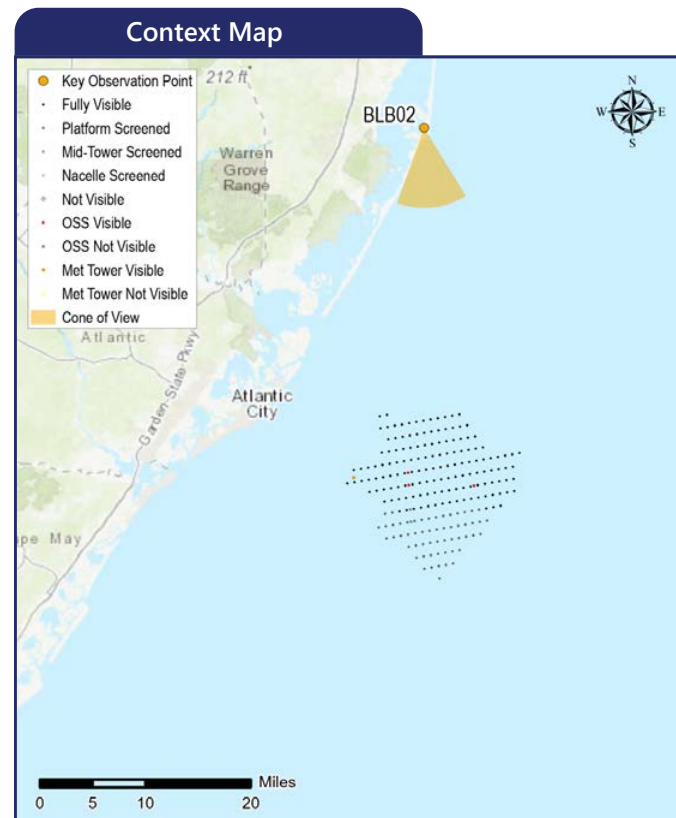 Context Map
Key Observation Point
Fully Visible
Platform Screened
Mid-Tower Screened
Nacelle Screened
Not Visible
OSS Visible
OSS Not Visible
Met Tower Visible
Met Tower Not Visible
Cone of View
212 ft
BLB02
N
W E
S
Warren
Grove
Range
Atlantic
Garden-State-Pkwy
Atlantic
City
ape May
Miles
0 5 10 20